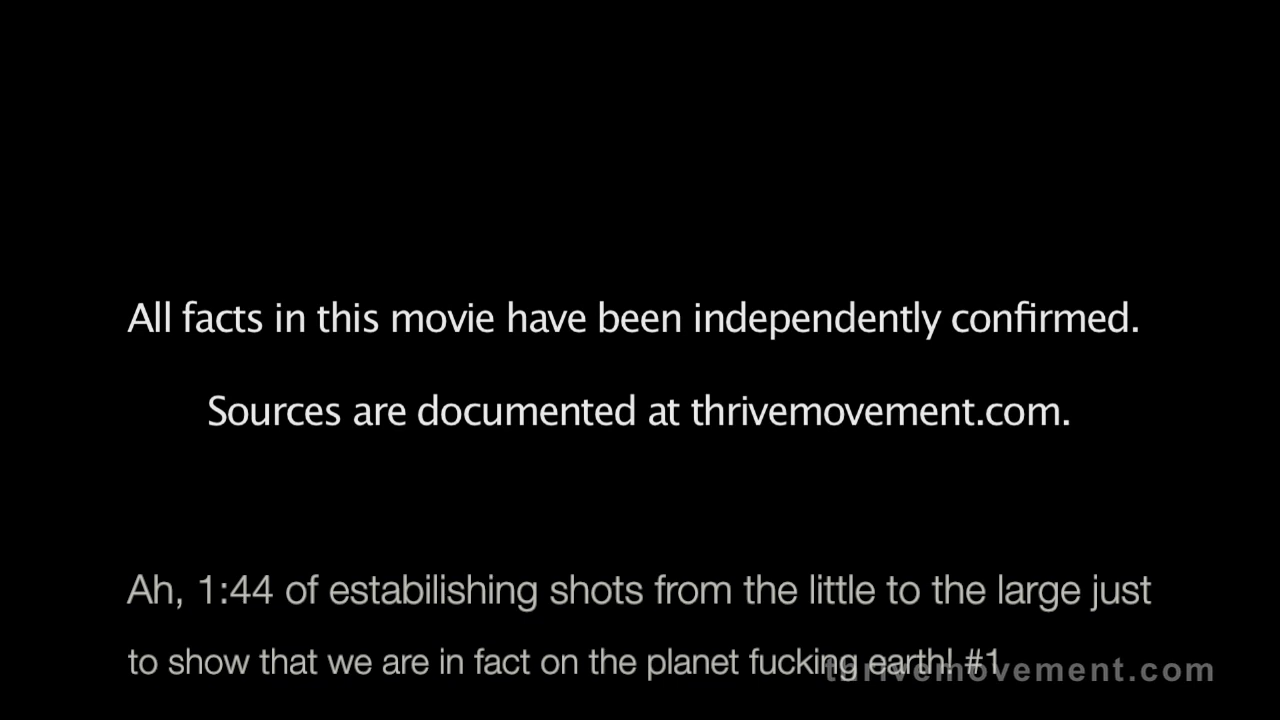 All facts in this movie have been independently confirmed.
Sources are documented at thrivemovement.com.
Ah, 1:44 of estabilishing shots from the little to the large just
to show that we are in fact on the planet fucking earth! #1
thrivemovement.com